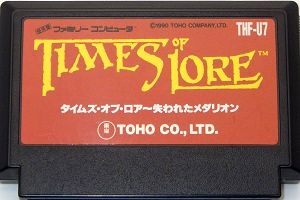 ファミリー コンピュータ
©1990 TOHO COMPANY, LTD.
THF-U7
TIMES OF LORE™
タイムズ・オブ・ロア〜失われたメダリオン
TOHO CO., LTD.